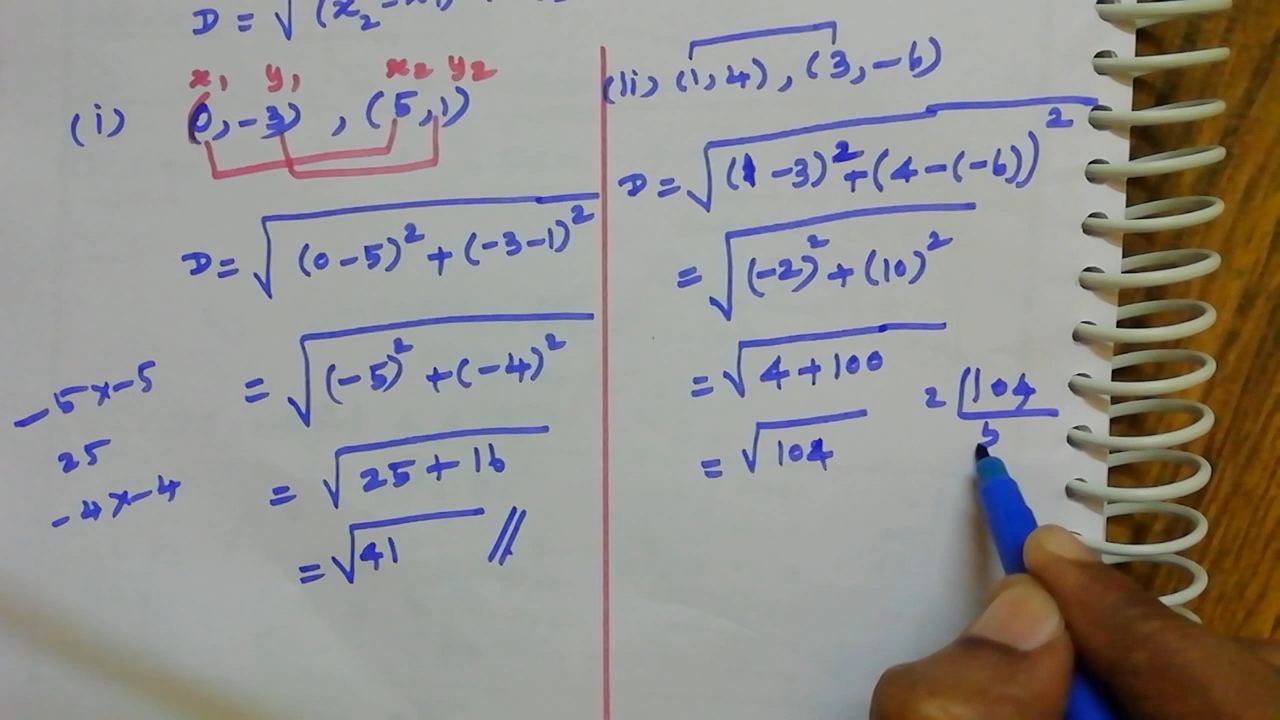 D = √(x₂-x₁)
x₁ y₁ x₂ y₂
(i) (0,-3) , (5,1)
D = √(0-5)² + (-3-1)²
= √(-5)² + (-4)²
-5x-5
25
-4x-4
= √25 + 16
= √41 //
(ii) (1,4) , (3,-6)
D = √(1-3)² + (4-(-6))²
= √(-2)² + (10)²
= √4 + 100
= √104
2 | 104
5